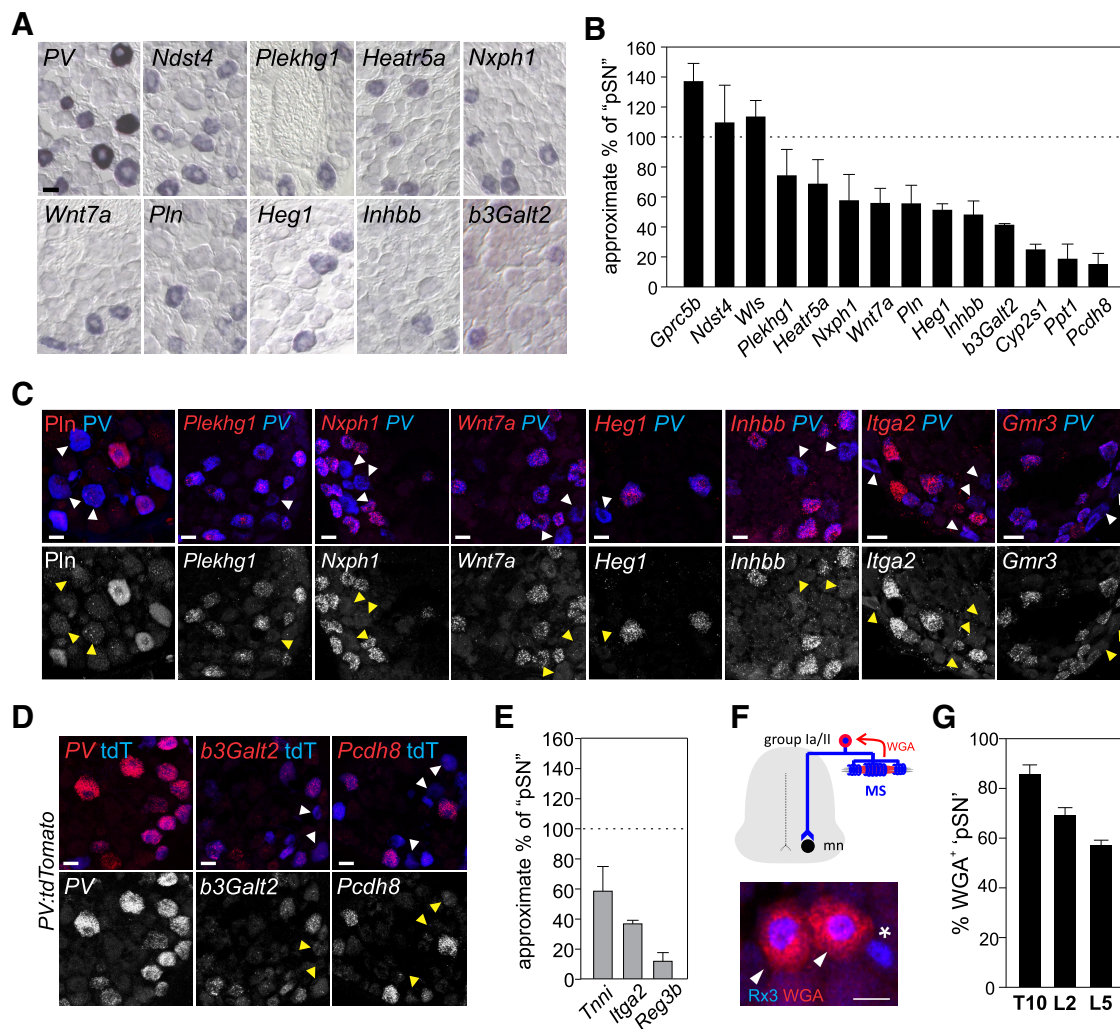 A
PV Ndst4 Plekhg1 Heatr5a Nxph1
Wnt7a Pln Heg1 Inhbb b3Galt2
B
approximate % of “pSN”
160
140
120
100
80
60
40
20
0
Gprc5b Ndst4 Wls Plekhg1 Heatr5a Nxph1 Wnt7a Pln Heg1 Inhbb b3Galt2 Cyp2s1 Ppt1 Pcdh8
C
Pln PV Plekhg1 PV Nxph1 PV Wnt7a PV Heg1 PV Inhbb PV Itga2 PV Gmr3 PV
Pln Plekhg1 Nxph1 Wnt7a Heg1 Inhbb Itga2 Gmr3
D
PV:tdTomato
PV tdT b3Galt2 tdT Pcdh8 tdT
PV b3Galt2 Pcdh8
E
approximate % of “pSN”
160
140
120
100
80
60
40
20
0
Tnni Itga2 Reg3b
F
group Ia/II
WGA
MS
mn
*
Rx3 WGA
G
% WGA+ ‘pSN’
100
80
60
40
20
0
T10 L2 L5